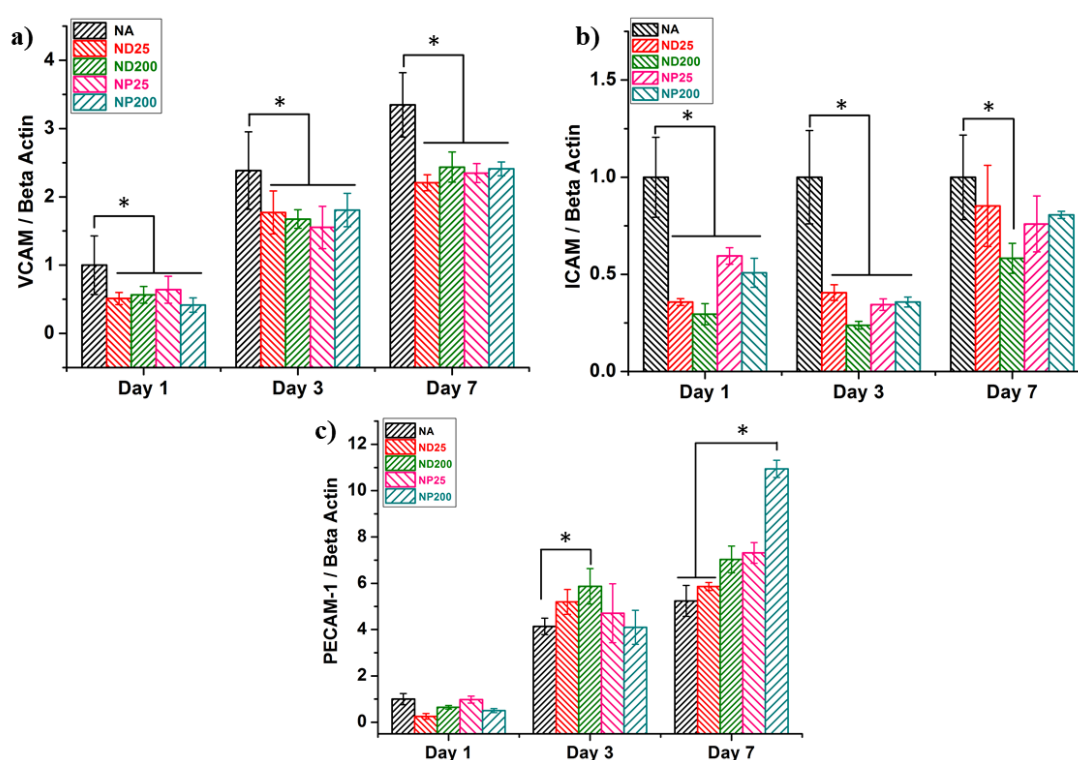 a)
NA
ND25
ND200
NP25
NP200
VCAM / Beta Actin
4
3
2
1
0
*
*
*
Day 1
Day 3
Day 7
b)
NA
ND25
ND200
NP25
NP200
ICAM / Beta Actin
1.5
1.0
0.5
0.0
*
*
*
Day 1
Day 3
Day 7
c)
NA
ND25
ND200
NP25
NP200
PECAM-1 / Beta Actin
12
10
8
6
4
2
0
*
*
Day 1
Day 3
Day 7